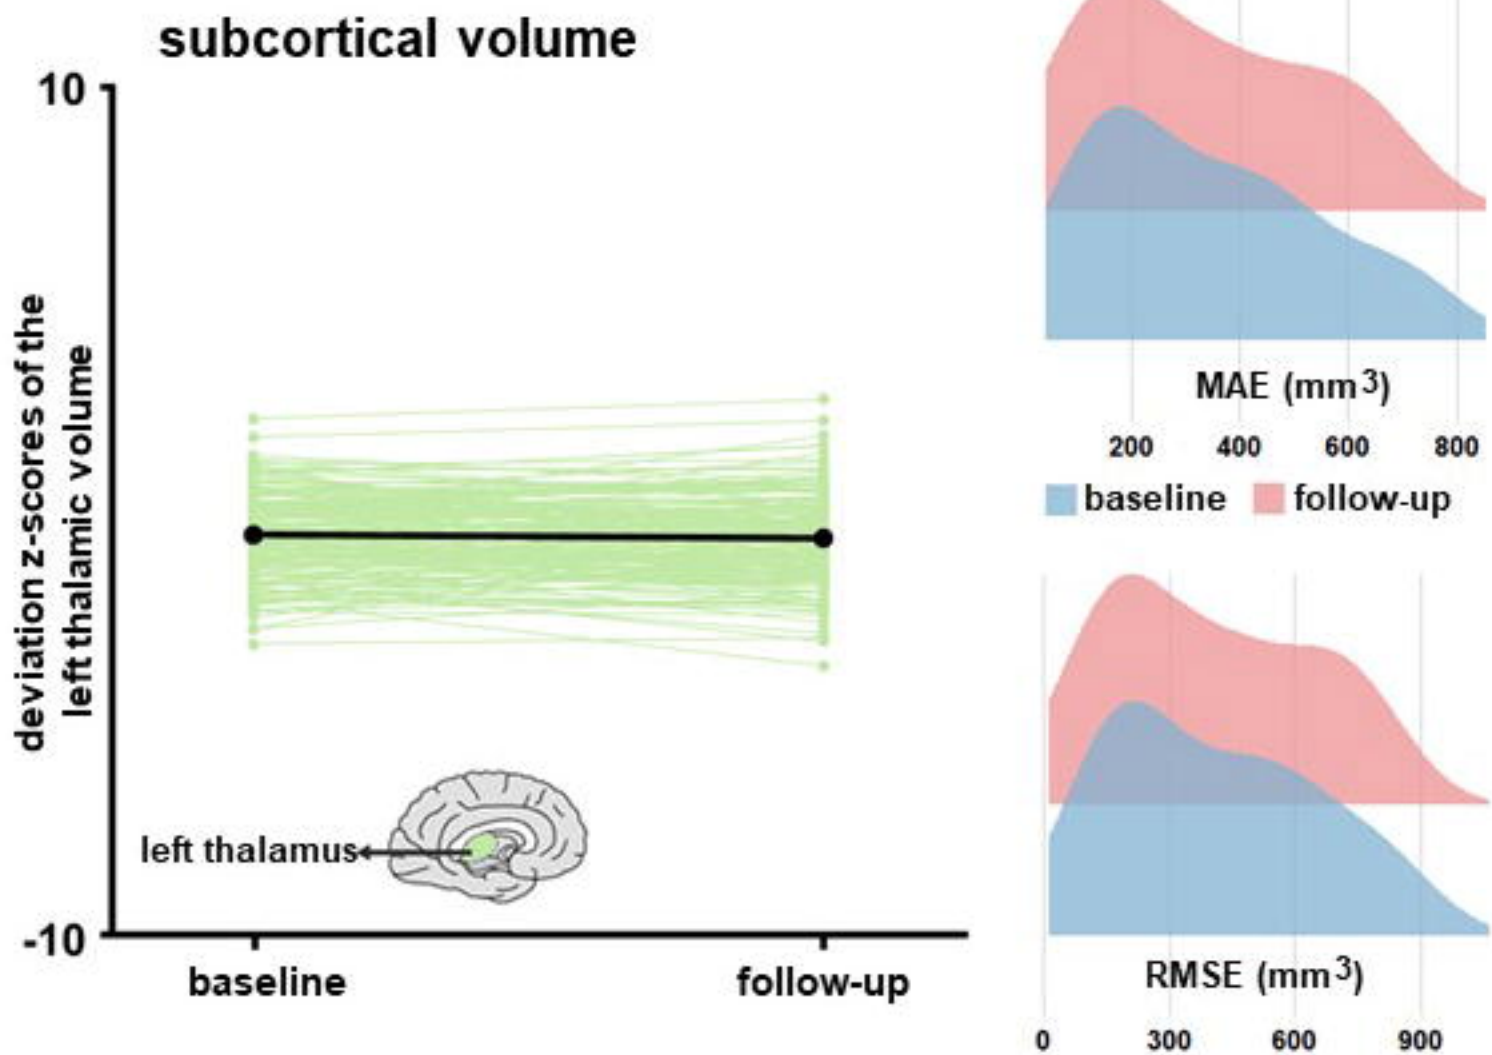 subcortical volume
10
deviation z-scores of the
left thalamic volume
left thalamus
-10
baseline
follow-up
MAE (mm³)
200 400 600 800
baseline follow-up
RMSE (mm³)
0 300 600 900